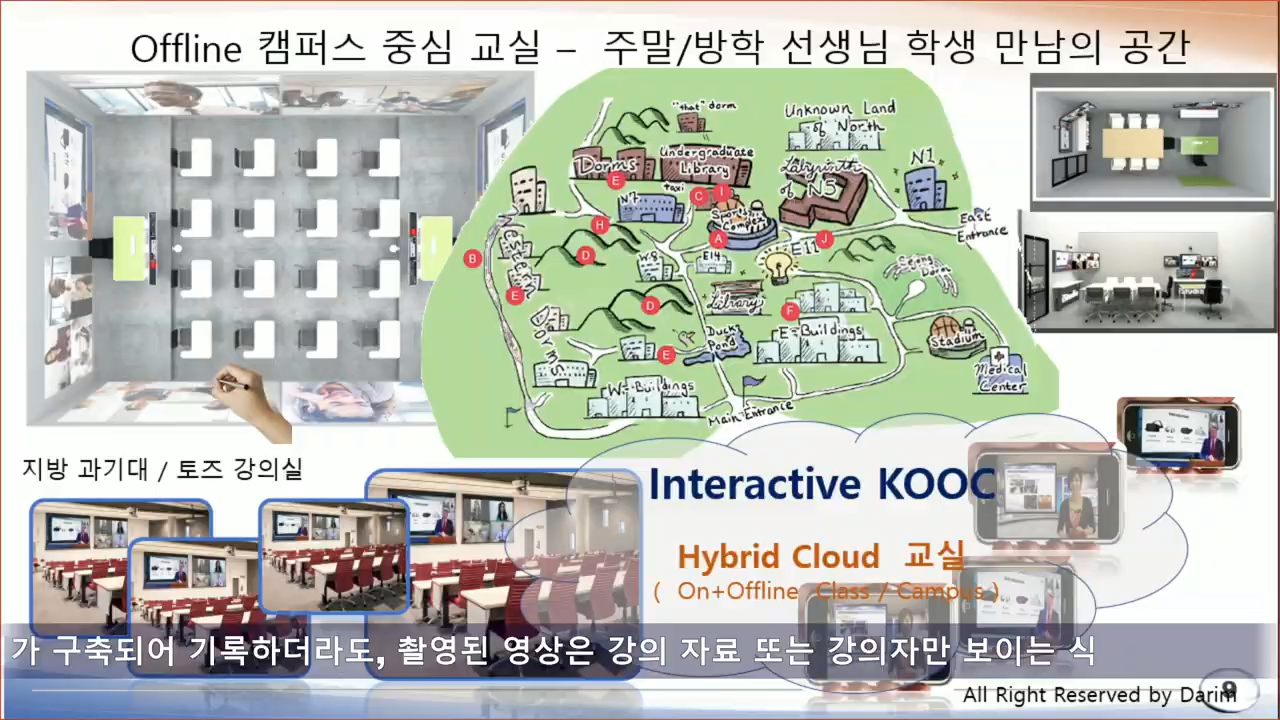 Offline 캠퍼스 중심 교실 – 주말/방학 선생님 학생 만남의 공간
"that" dorm
Unknown Land
of North
Dorms
Undergraduate
Library
Labyrinth
of N5
N1
E
taxi
C
I
N7
Sports
Complex
East
Entrance
H
A
E11
J
Western
B
D
W8
E14
E
D
Library
F
Dorms
Duck
Pond
E-Buildings
Stadium
E
Medical
Center
W-Buildings
Main Entrance
지방 과기대 / 토즈 강의실
Interactive KOOC
Hybrid Cloud 교실
( On+Offline Class / Campus )
가 구축되어 기록하더라도, 촬영된 영상은 강의 자료 또는 강의자만 보이는 식
All Right Reserved by Darim
9